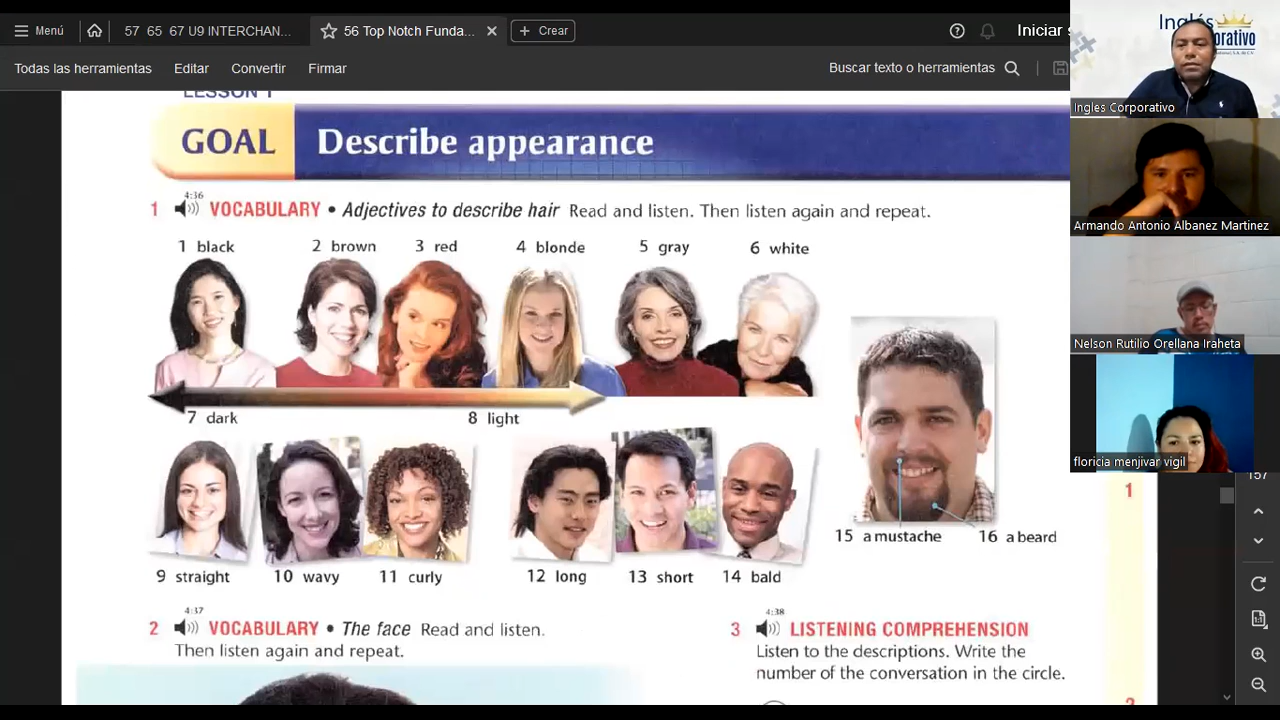 Menú
57 65 67 U9 INTERCHAN...
56 Top Notch Funda...
Crear
Iniciar s
Todas las herramientas
Editar
Convertir
Firmar
Buscar texto o herramientas
Inglés
orativo
Ingles Corporativo
Armando Antonio Albanez Martinez
Nelson Rutilio Orellana Iraheta
floricia menjivar vigil
LESSON 1
GOAL Describe appearance
4:36
1 VOCABULARY • Adjectives to describe hair Read and listen. Then listen again and repeat.
1 black
2 brown
3 red
4 blonde
5 gray
6 white
7 dark
8 light
9 straight
10 wavy
11 curly
12 long
13 short
14 bald
15 a mustache
16 a beard
4:37
2 VOCABULARY • The face Read and listen.
Then listen again and repeat.
4:38
3 LISTENING COMPREHENSION
Listen to the descriptions. Write the
number of the conversation in the circle.
1
157
1:1